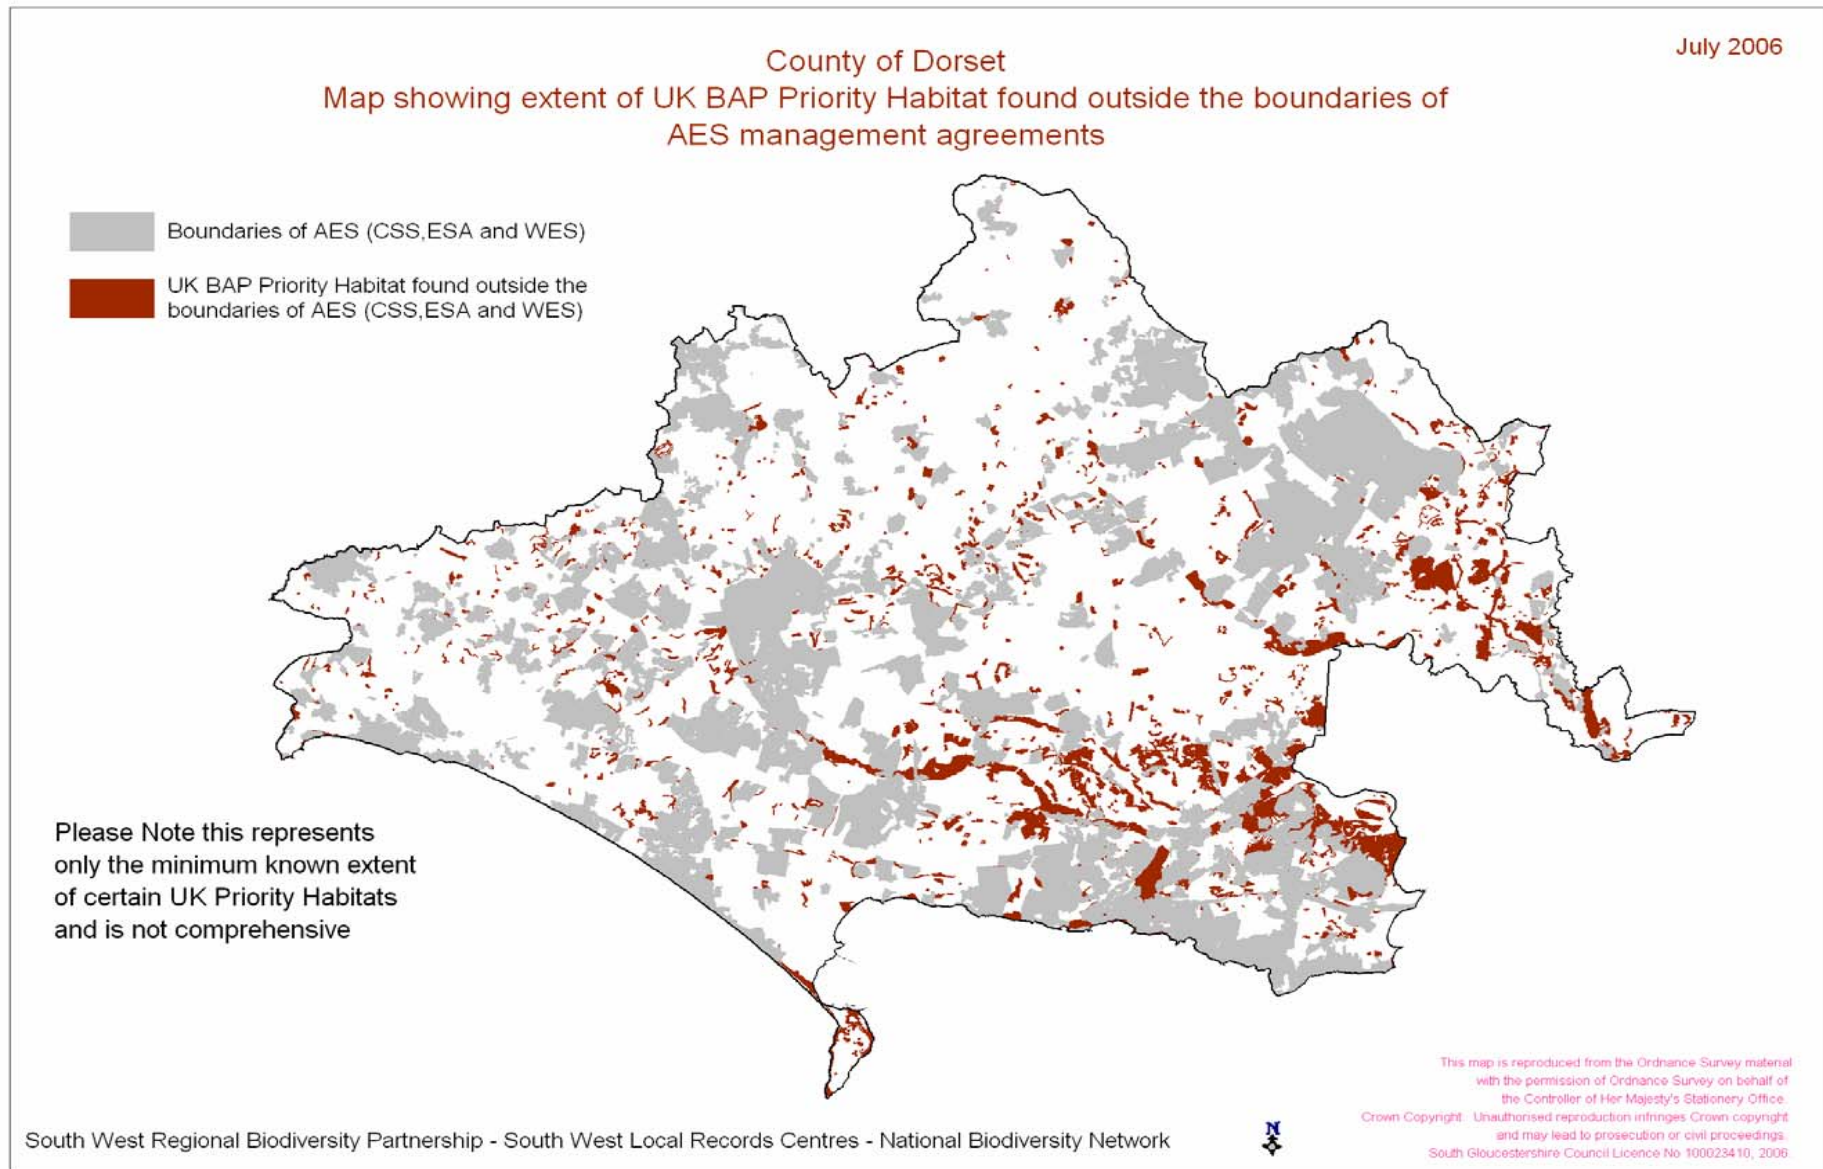 July 2006
County of Dorset
Map showing extent of UK BAP Priority Habitat found outside the boundaries of
AES management agreements
Boundaries of AES (CSS,ESA and WES)
UK BAP Priority Habitat found outside the
boundaries of AES (CSS,ESA and WES)
Please Note this represents
only the minimum known extent
of certain UK Priority Habitats
and is not comprehensive
This map is reproduced from the Ordnance Survey material
with the permission of Ordnance Survey on behalf of
the Controller of Her Majesty's Stationery Office.
Crown Copyright. Unauthorised reproduction infringes Crown copyright
and may lead to prosecution or civil proceedings.
South Gloucestershire Council Licence No 100023410, 2006.
South West Regional Biodiversity Partnership - South West Local Records Centres - National Biodiversity Network
N